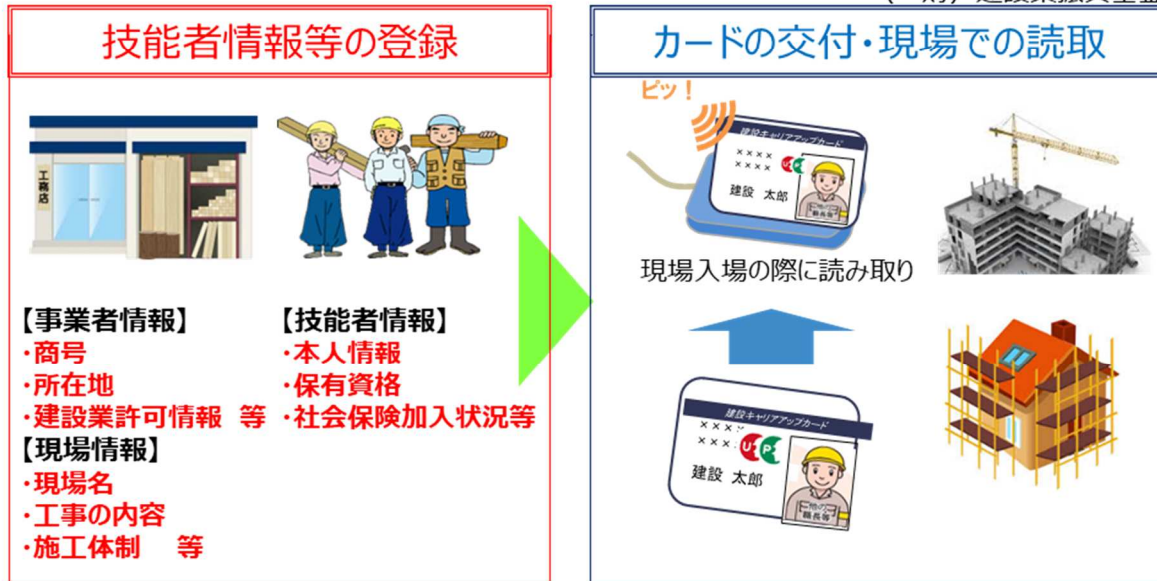 技能者情報等の登録
工務店
【事業者情報】
・商号
・所在地
・建設業許可情報 等
【技能者情報】
・本人情報
・保有資格
・社会保険加入状況等
【現場情報】
・現場名
・工事の内容
・施工体制 等
カードの交付・現場での読取
ピッ!
建設キャリアアップカード
××××
××××
建設 太郎
職長等
現場入場の際に読み取り
建設キャリアアップカード
×××
×××
建設 太郎
職長等